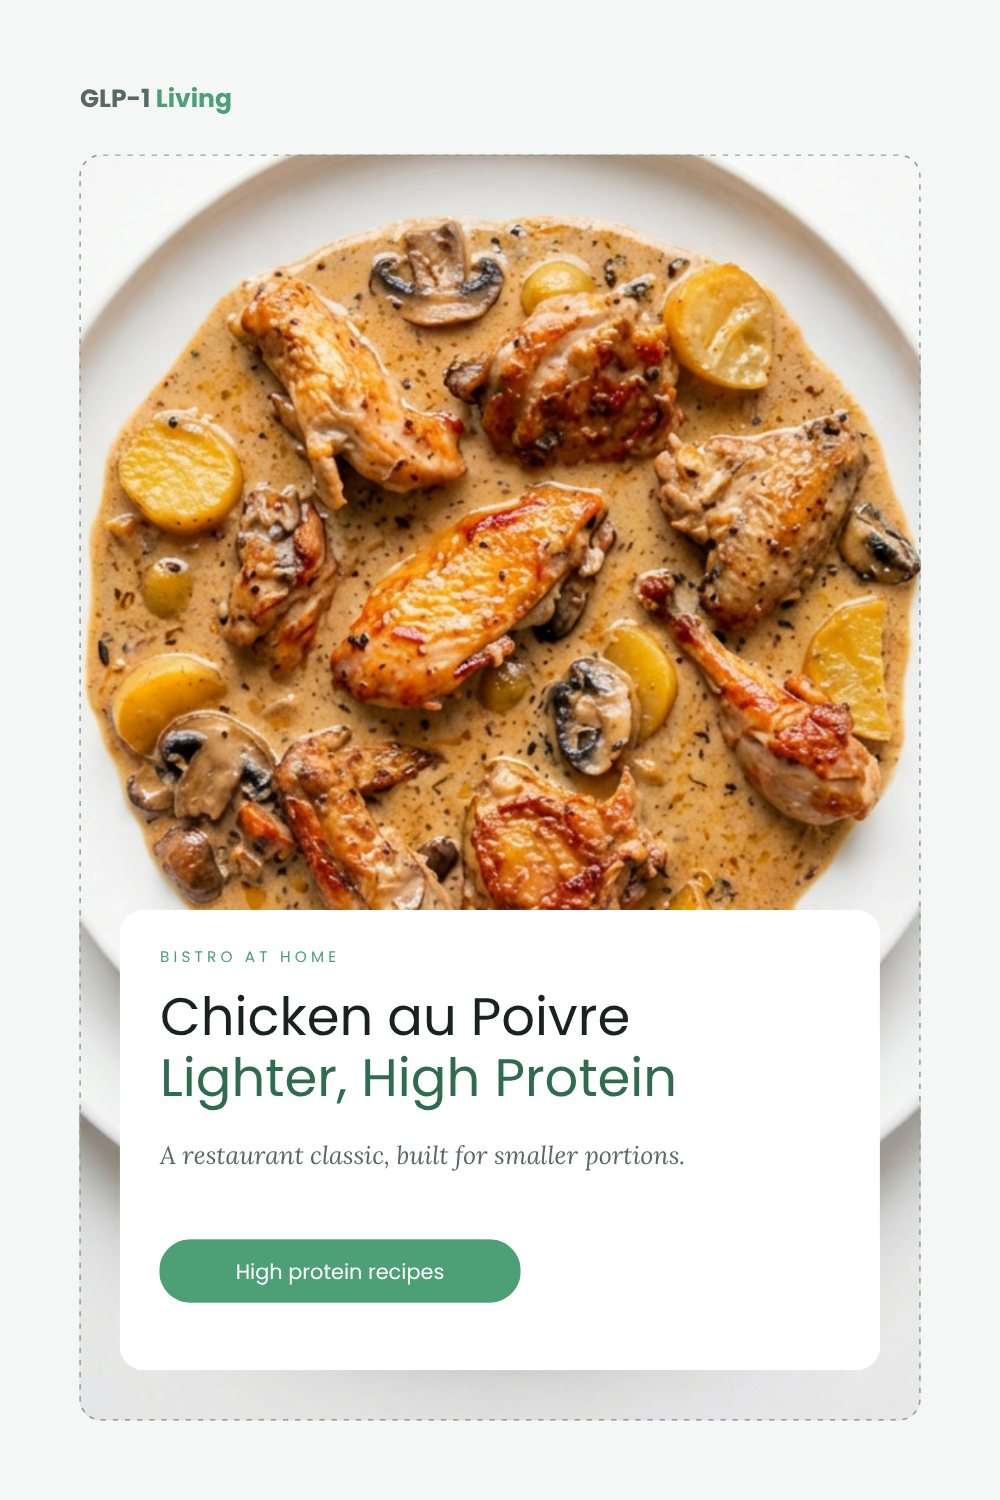 GLP-1 Living
BISTRO AT HOME
Chicken au Poivre
Lighter, High Protein
A restaurant classic, built for smaller portions.
High protein recipes